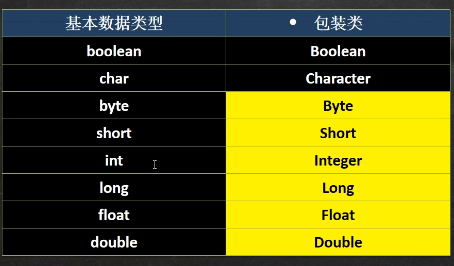 基本数据类型 • 包装类
boolean Boolean
char Character
byte Byte
short Short
int Integer
long Long
float Float
double Double